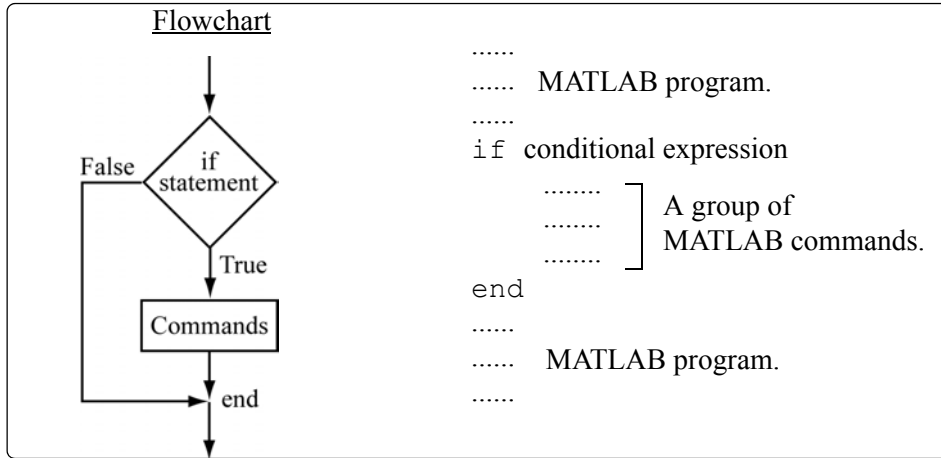 Flowchart
False
if
statement
True
Commands
end
......
...... MATLAB program.
......
if conditional expression
........
........
........
A group of
MATLAB commands.
end
......
...... MATLAB program.
......